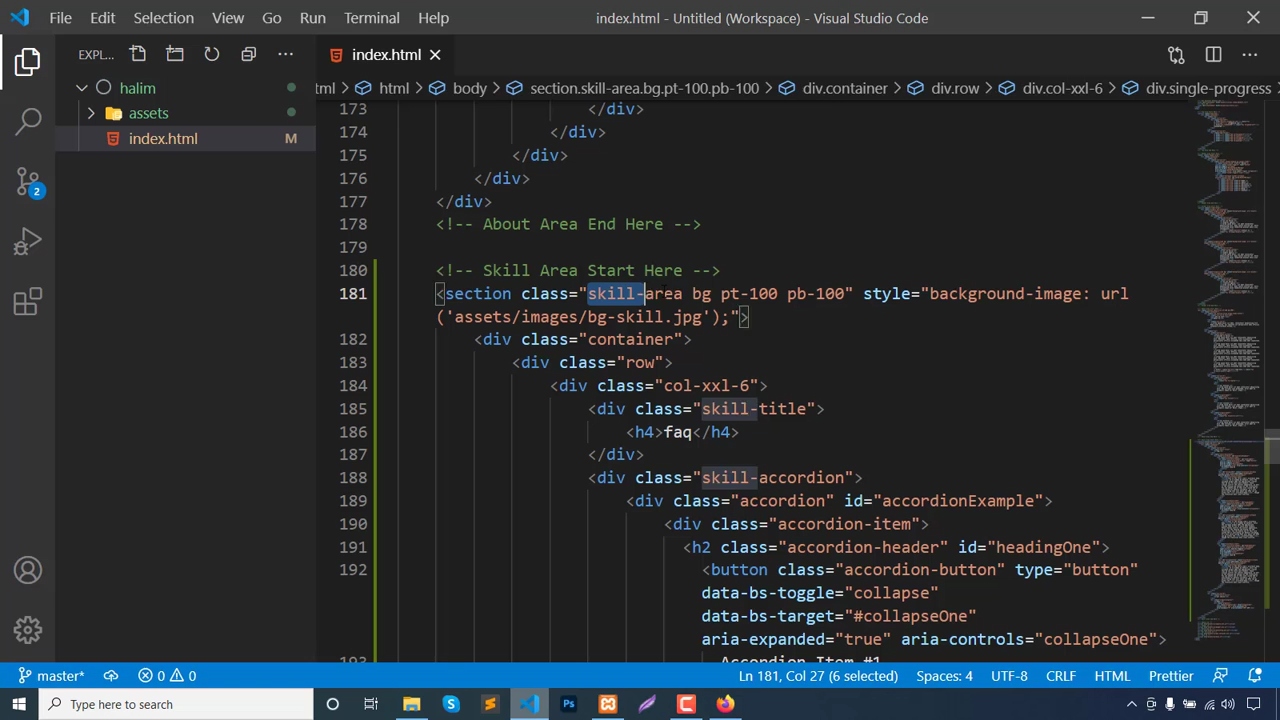 File Edit Selection View Go Run Terminal Help index.html - Untitled (Workspace) - Visual Studio Code
EXPL...
index.html
halim
assets
index.html M
2
html > body > section.skill-area.bg.pt-100.pb-100 > div.container > div.row > div.col-xxl-6 > div.single-progress
173 </div>
174 </div>
175 </div>
176 </div>
177 </div>
178 <!-- About Area End Here -->
179
180 <!-- Skill Area Start Here -->
181 <section class="skill-area bg pt-100 pb-100" style="background-image: url
('assets/images/bg-skill.jpg');">
182 <div class="container">
183 <div class="row">
184 <div class="col-xxl-6">
185 <div class="skill-title">
186 <h4>faq</h4>
187 </div>
188 <div class="skill-accordion">
189 <div class="accordion" id="accordionExample">
190 <div class="accordion-item">
191 <h2 class="accordion-header" id="headingOne">
192 <button class="accordion-button" type="button"
data-bs-toggle="collapse"
data-bs-target="#collapseOne"
aria-expanded="true" aria-controls="collapseOne">
193 Accordion Item #1
master* 0 0 Ln 181, Col 27 (6 selected) Spaces: 4 UTF-8 CRLF HTML Prettier
Type here to search